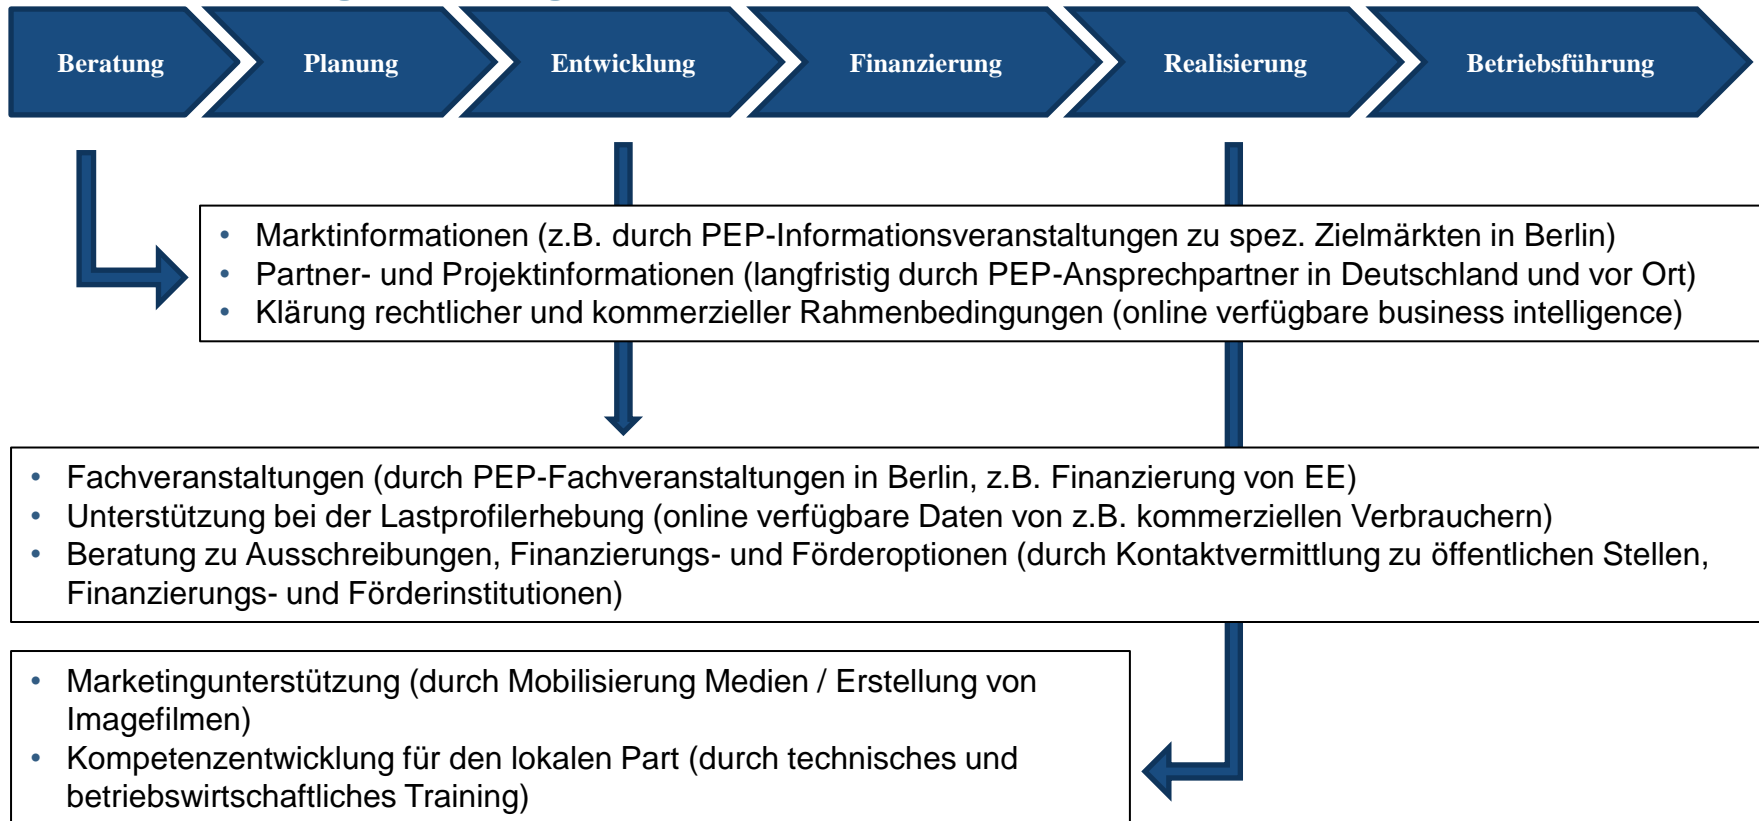 Beratung
Planung
Entwicklung
Finanzierung
Realisierung
Betriebsführung
• Marktinformationen (z.B. durch PEP-Informationsveranstaltungen zu spez. Zielmärkten in Berlin)
• Partner- und Projektinformationen (langfristig durch PEP-Ansprechpartner in Deutschland und vor Ort)
• Klärung rechtlicher und kommerzieller Rahmenbedingungen (online verfügbare business intelligence)
• Fachveranstaltungen (durch PEP-Fachveranstaltungen in Berlin, z.B. Finanzierung von EE)
• Unterstützung bei der Lastprofilerhebung (online verfügbare Daten von z.B. kommerziellen Verbrauchern)
• Beratung zu Ausschreibungen, Finanzierungs- und Förderoptionen (durch Kontaktvermittlung zu öffentlichen Stellen,
Finanzierungs- und Förderinstitutionen)
• Marketingunterstützung (durch Mobilisierung Medien / Erstellung von
Imagefilmen)
• Kompetenzentwicklung für den lokalen Part (durch technisches und
betriebswirtschaftliches Training)